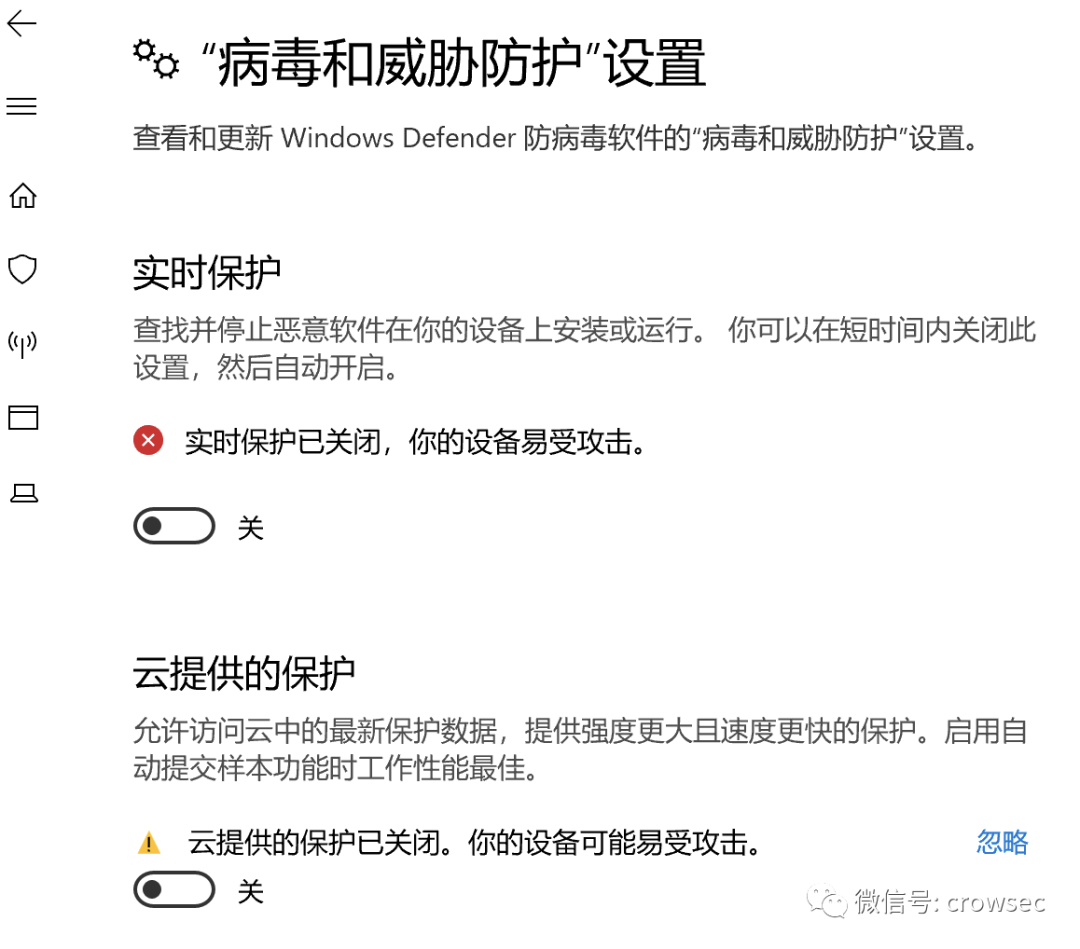 “病毒和威胁防护”设置
查看和更新 Windows Defender 防病毒软件的“病毒和威胁防护”设置。
实时保护
查找并停止恶意软件在你的设备上安装或运行。 你可以在短时间内关闭此
设置，然后自动开启。
实时保护已关闭，你的设备易受攻击。
关
云提供的保护
允许访问云中的最新保护数据，提供强度更大且速度更快的保护。启用自
动提交样本功能时工作性能最佳。
云提供的保护已关闭。你的设备可能易受攻击。 忽略
关
微信号: crowsec